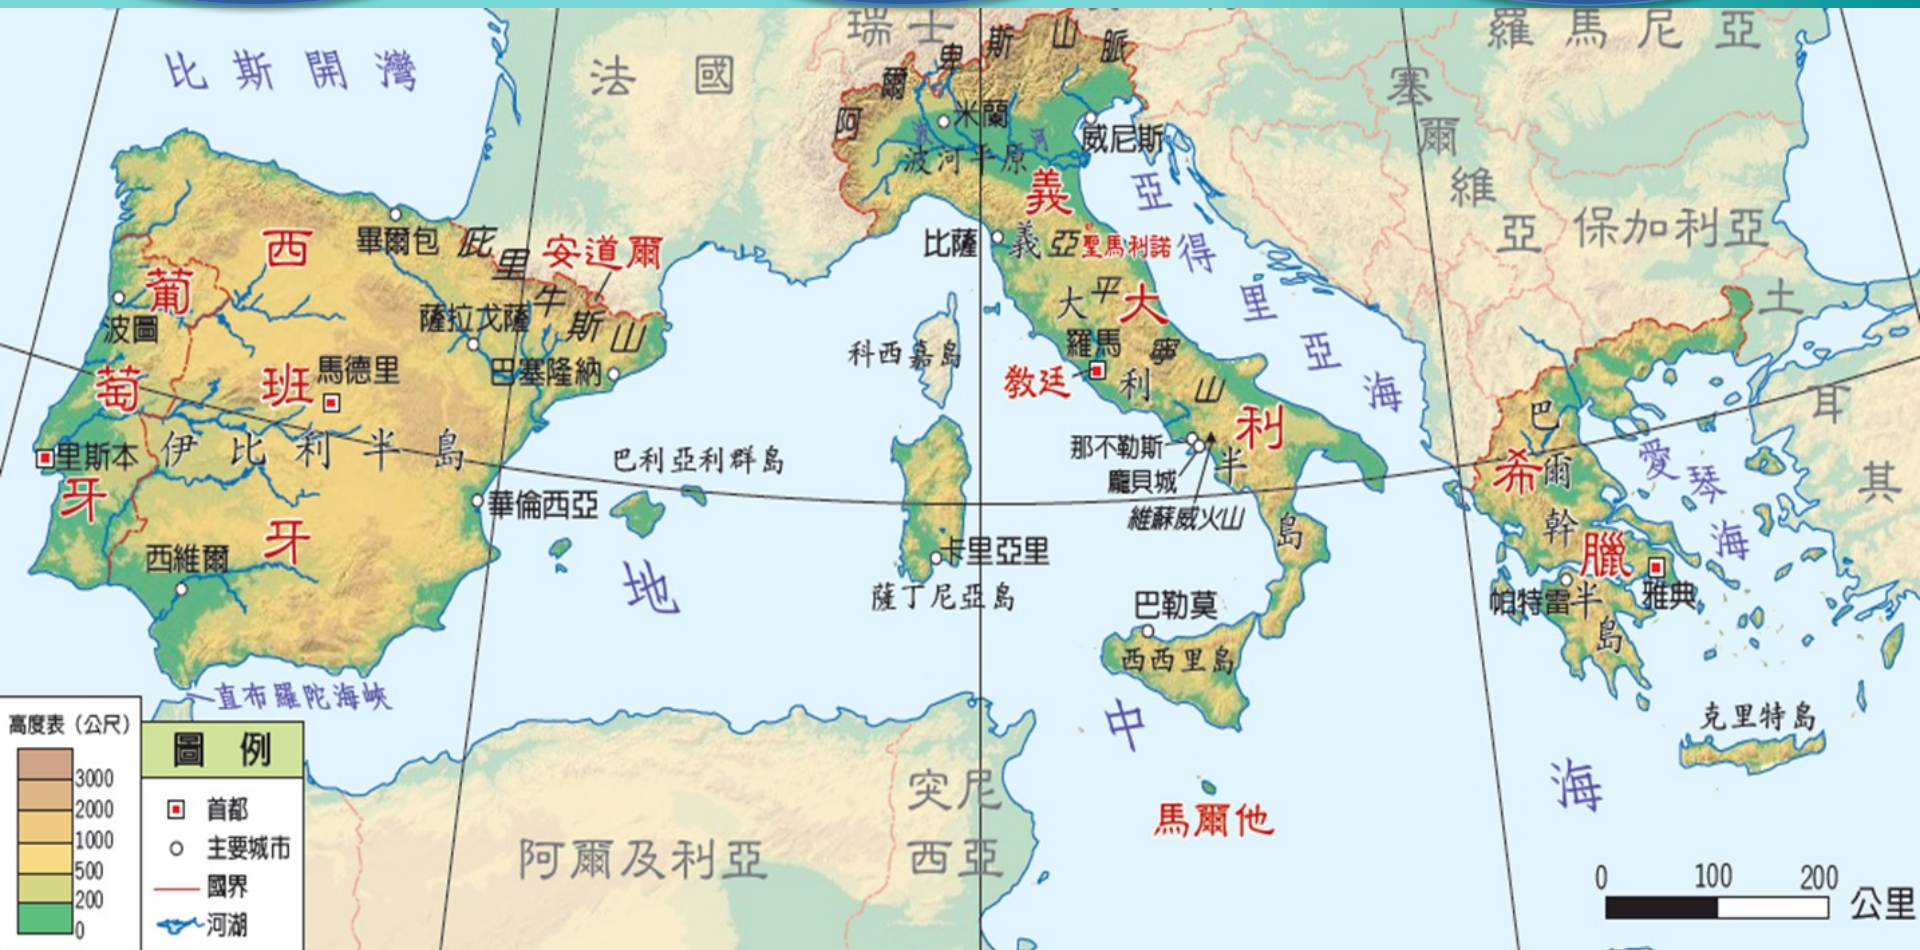 比斯開灣
法國
瑞士
阿爾卑斯山脈
羅馬尼亞
塞爾維亞
保加利亞
土耳其
米蘭
威尼斯
波河平原
波河
義大利
比薩
聖馬利諾
義大利半島
亞平寧山
亞得里亞海
羅馬
教廷
那不勒斯
龐貝城
維蘇威火山
畢爾包
庇里牛斯山
安道爾
西班牙
葡萄牙
波圖
薩拉戈薩
巴塞隆納
馬德里
里斯本
伊比利半島
華倫西亞
西維爾
直布羅陀海峽
科西嘉島
巴利亞利群島
卡里亞里
薩丁尼亞島
巴勒莫
西西里島
地中海
馬爾他
希臘
巴爾幹半島
愛琴海
帕特雷
雅典
克里特島
阿爾及利亞
突尼西亞
高度表（公尺）
3000
2000
1000
500
200
0
圖例
首都
主要城市
國界
河湖
0 100 200 公里